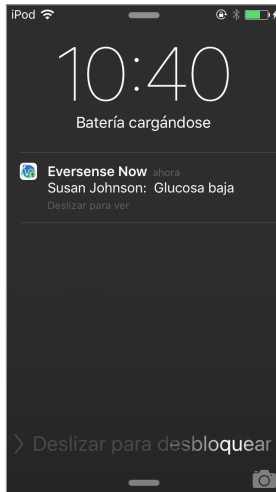 iPod
10:40
Batería cargándose
Eversense Now ahora
Susan Johnson: Glucosa baja
Deslizar para ver
Deslizar para desbloquear